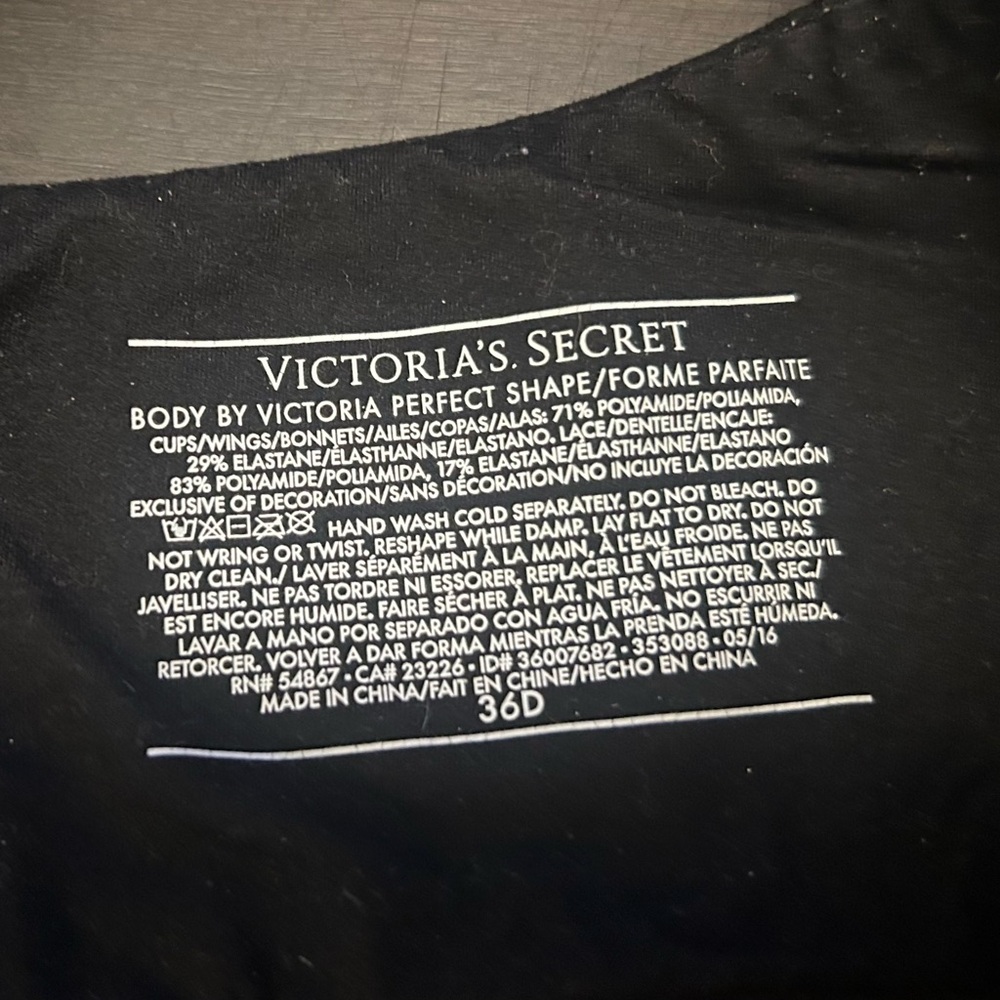 VICTORIA'S SECRET
BODY BY VICTORIA PERFECT SHAPE/FORME PARFAITE
CUPS/WINGS/BONNETS/AILES/COPAS/ALAS: 71% POLYAMIDE/POLIAMIDA,
29% ELASTANE/ÉLASTHANNE/ELASTANO. LACE/DENTELLE/ENCAJE:
83% POLYAMIDE/POLIAMIDA, 17% ELASTANE/ÉLASTHANNE/ELASTANO
EXCLUSIVE OF DECORATION/SANS DÉCORATION/NO INCLUYE LA DECORACIÓN
HAND WASH COLD SEPARATELY. DO NOT BLEACH. DO
NOT WRING OR TWIST. RESHAPE WHILE DAMP. LAY FLAT TO DRY. DO NOT
DRY CLEAN./ LAVER SÉPARÉMENT À LA MAIN, À L'EAU FROIDE. NE PAS
JAVELLISER. NE PAS TORDRE NI ESSORER, REPLACER LE VÊTEMENT LORSQU'IL
EST ENCORE HUMIDE. FAIRE SÉCHER À PLAT. NE PAS NETTOYER À SEC./
LAVAR A MANO POR SEPARADO CON AGUA FRÍA. NO ESCURRIR NI
RETORCER. VOLVER A DAR FORMA MIENTRAS LA PRENDA ESTÉ HÚMEDA.
RN# 54867 • CA# 23226 • ID# 36007682 • 353088 • 05/16
MADE IN CHINA/FAIT EN CHINE/HECHO EN CHINA
36D